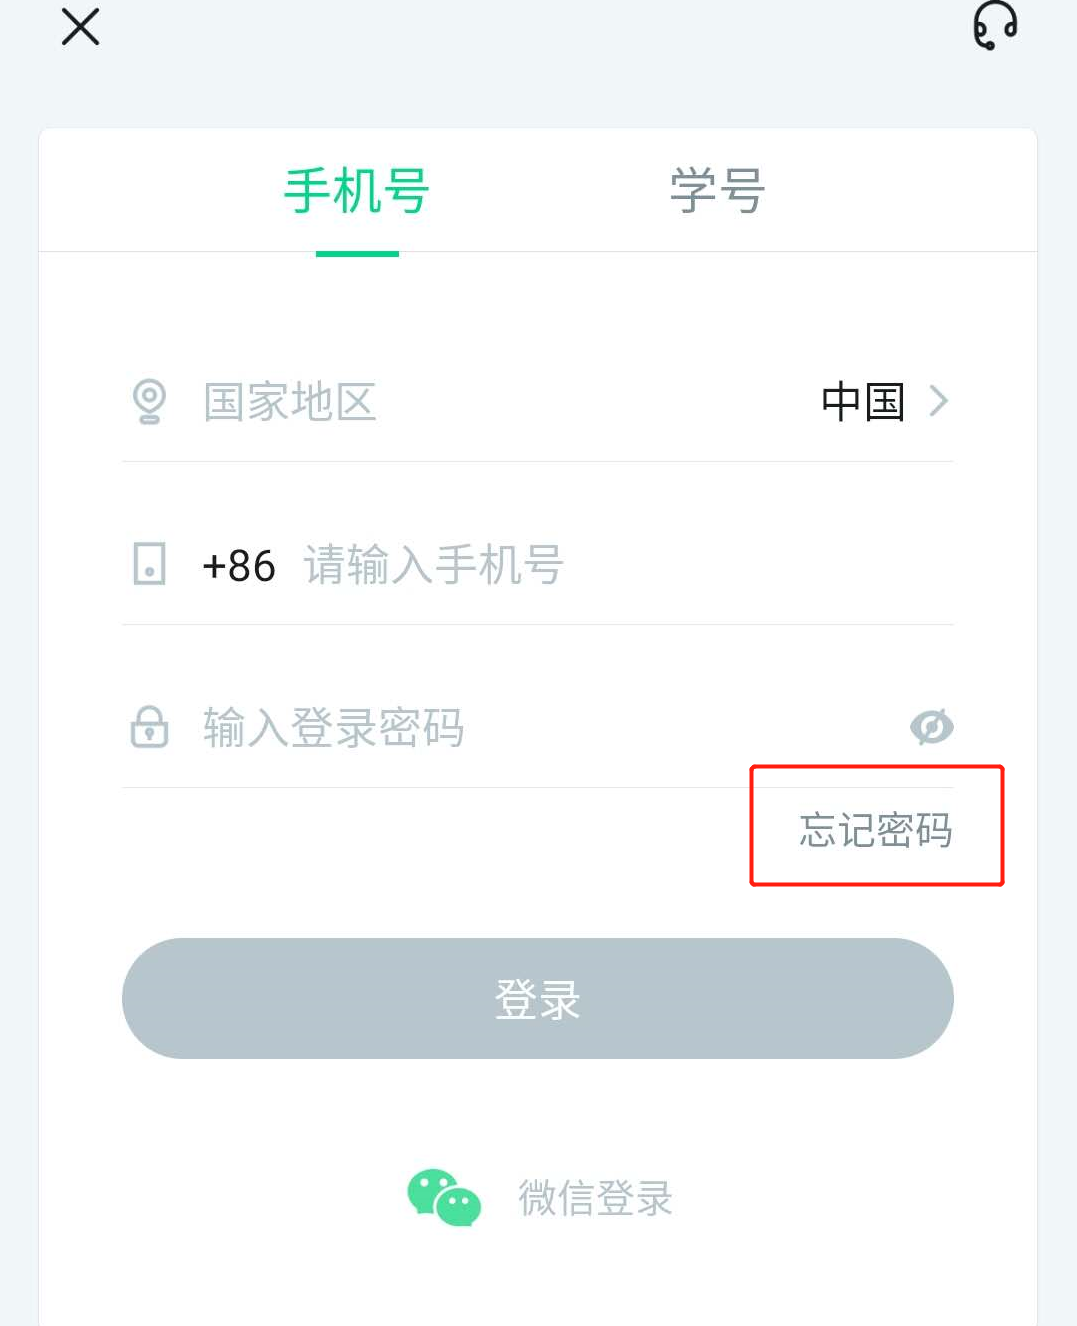 手机号 学号
国家地区 中国
+86 请输入手机号
输入登录密码
忘记密码
登录
微信登录